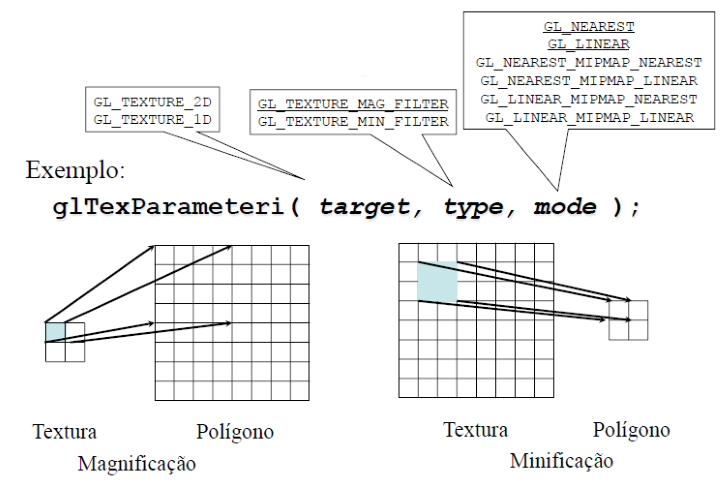 GL_NEAREST
GL_LINEAR
GL_NEAREST_MIPMAP_NEAREST
GL_NEAREST_MIPMAP_LINEAR
GL_LINEAR_MIPMAP_NEAREST
GL_LINEAR_MIPMAP_LINEAR
GL_TEXTURE_2D
GL_TEXTURE_1D
GL_TEXTURE_MAG_FILTER
GL_TEXTURE_MIN_FILTER
Exemplo:
glTexParameteri( target, type, mode );
Textura Polígono
Magnificação
Textura Polígono
Minificação